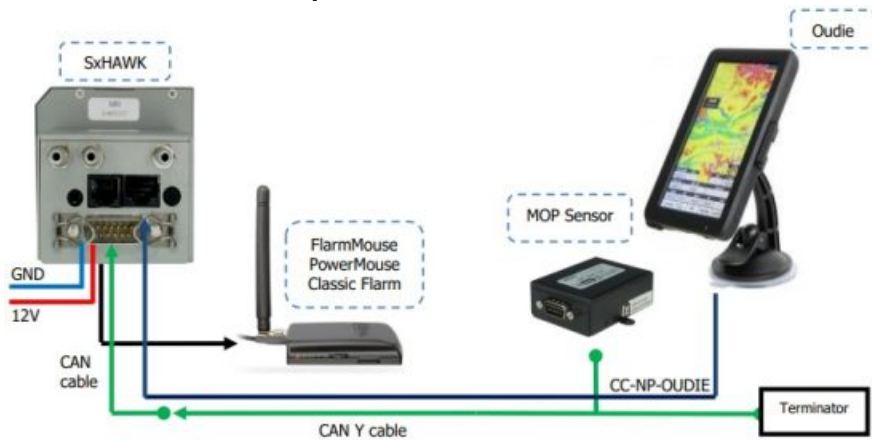 Oudie
SxHAWK
MOP Sensor
FlarmMouse
PowerMouse
Classic Flarm
GND
12V
CAN
cable
CC-NP-OUDIE
Terminator
CAN Y cable